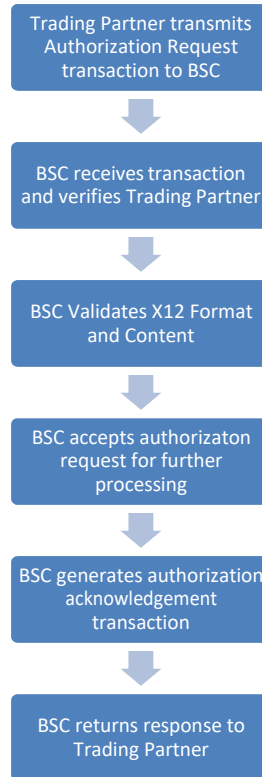 Trading Partner transmits
Authorization Request
transaction to BSC
BSC receives transaction
and verifies Trading Partner
BSC Validates X12 Format
and Content
BSC accepts authorizaton
request for further
processing
BSC generates authorization
acknowledgement
transaction
BSC returns response to
Trading Partner